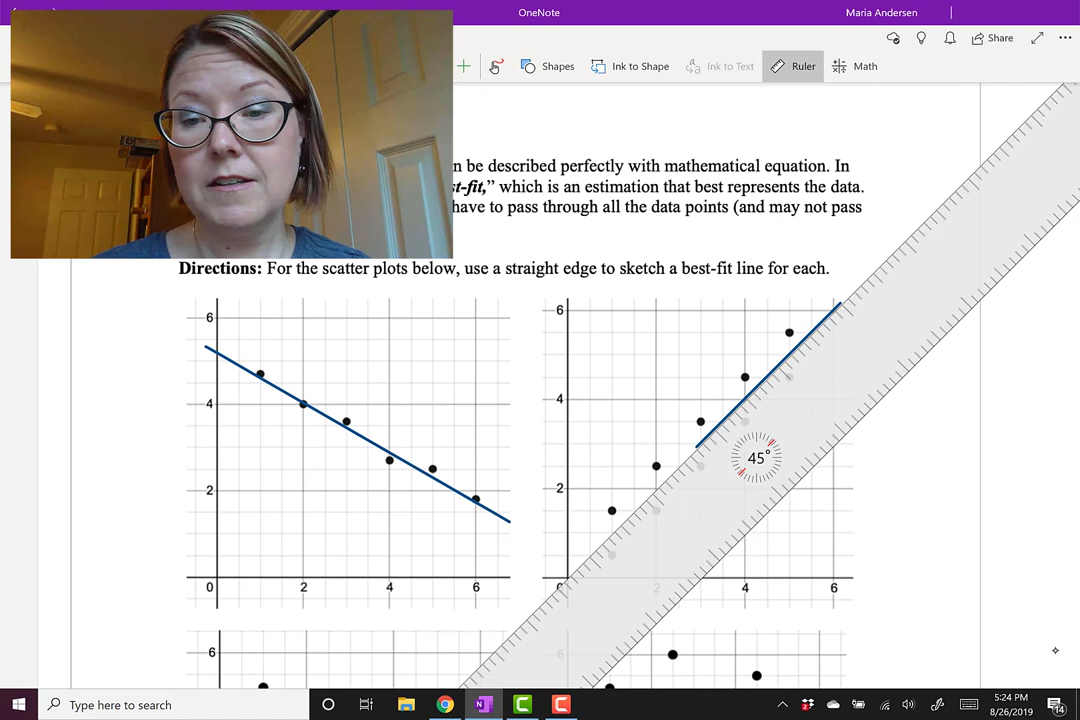 OneNote
Maria Andersen
Share
Shapes
Ink to Shape
Ink to Text
Ruler
Math
n be described perfectly with mathematical equation. In
st-fit,” which is an estimation that best represents the data.
have to pass through all the data points (and may not pass
Directions: For the scatter plots below, use a straight edge to sketch a best-fit line for each.
6
4
2
0
2
4
6
6
4
2
0
2
4
6
45°
6
6
Type here to search
2
5:24 PM
8/26/2019
14